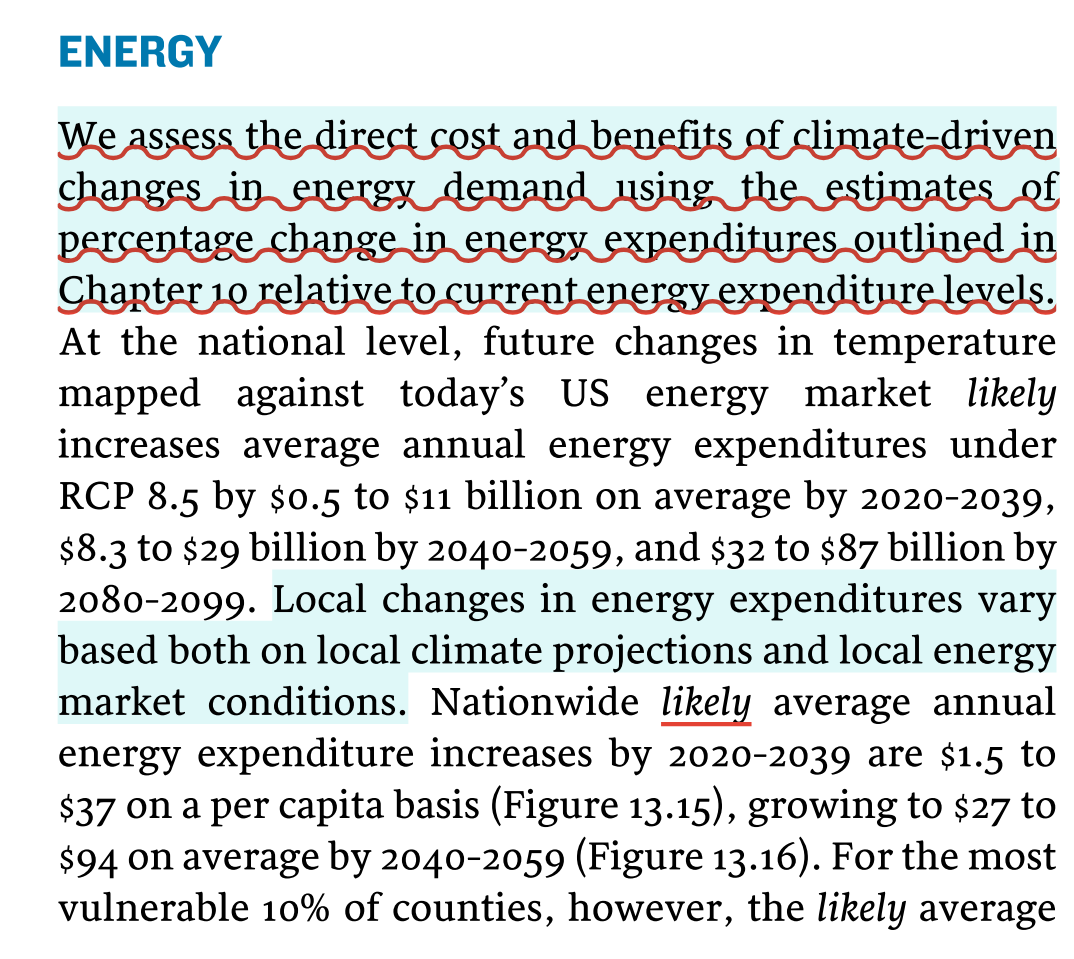 ENERGY
We assess the direct cost and benefits of climate-driven
changes in energy demand using the estimates of
percentage change in energy expenditures outlined in
Chapter 10 relative to current energy expenditure levels.
At the national level, future changes in temperature
mapped against today’s US energy market likely
increases average annual energy expenditures under
RCP 8.5 by $0.5 to $11 billion on average by 2020-2039,
$8.3 to $29 billion by 2040-2059, and $32 to $87 billion by
2080-2099. Local changes in energy expenditures vary
based both on local climate projections and local energy
market conditions. Nationwide likely average annual
energy expenditure increases by 2020-2039 are $1.5 to
$37 on a per capita basis (Figure 13.15), growing to $27 to
$94 on average by 2040-2059 (Figure 13.16). For the most
vulnerable 10% of counties, however, the likely average